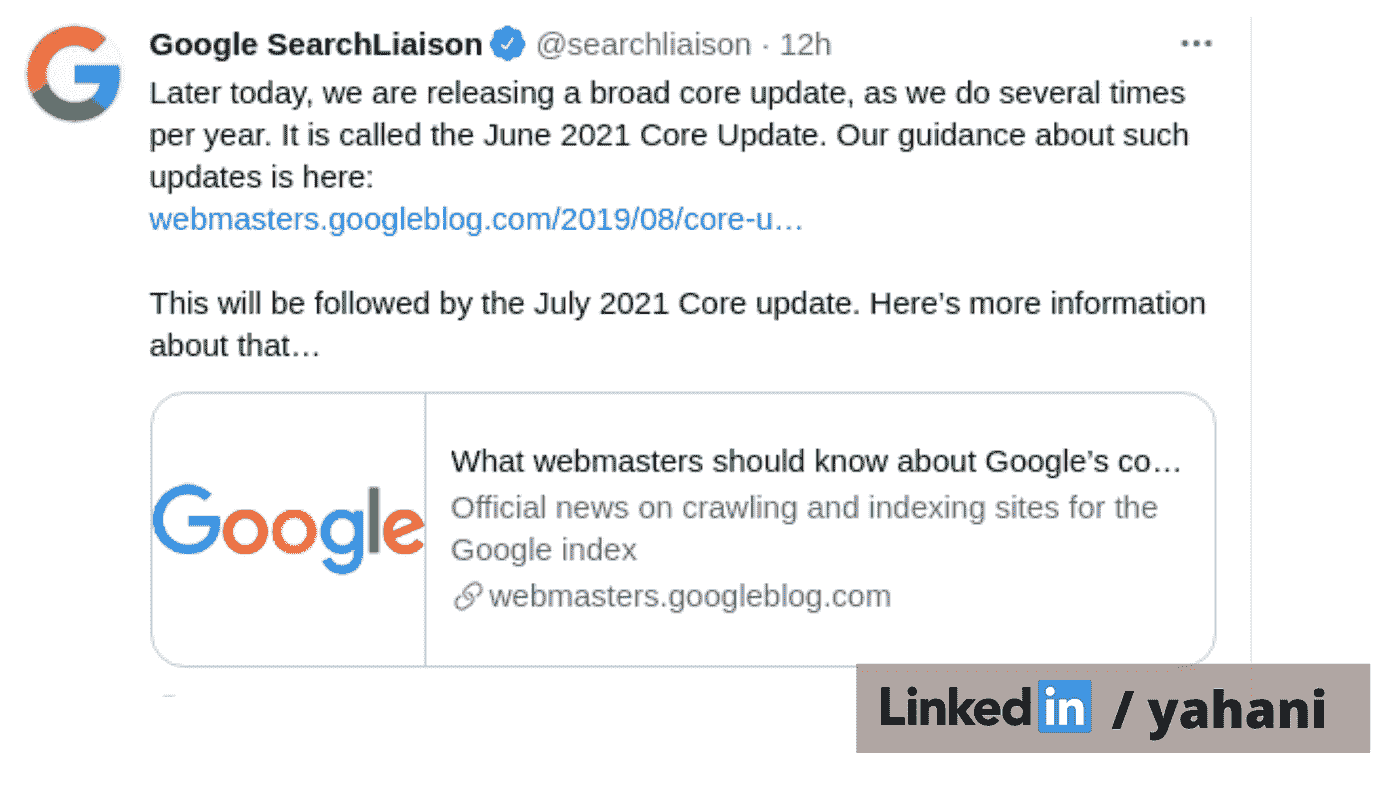 Google SearchLiaison @searchliaison · 12h
Later today, we are releasing a broad core update, as we do several times
per year. It is called the June 2021 Core Update. Our guidance about such
updates is here:
webmasters.googleblog.com/2019/08/core-u…
This will be followed by the July 2021 Core update. Here’s more information
about that…
Google
What webmasters should know about Google’s co…
Official news on crawling and indexing sites for the
Google index
webmasters.googleblog.com
Linkedin / yahani